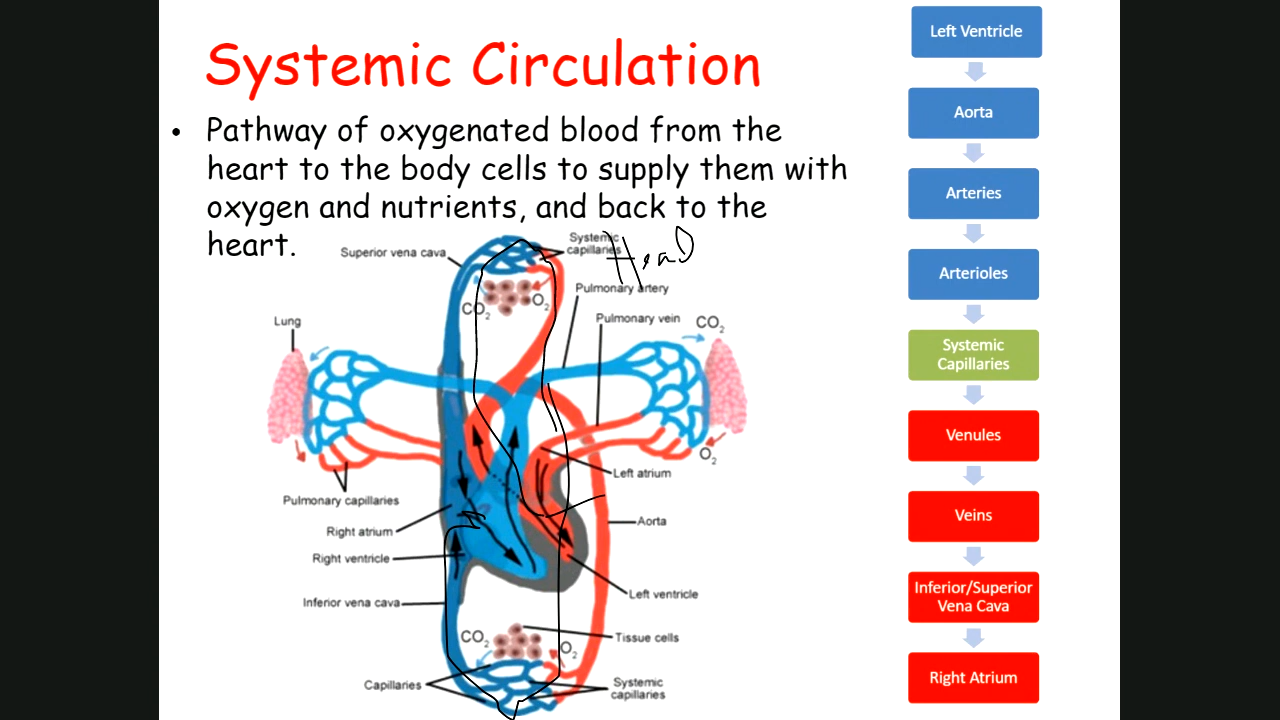 Systemic Circulation
• Pathway of oxygenated blood from the
heart to the body cells to supply them with
oxygen and nutrients, and back to the
heart.
Superior vena cava
Systemic
capillaries
Head
Pulmonary artery
CO2
O2
Pulmonary vein
Lung
CO2
O2
Left atrium
Pulmonary capillaries
Right atrium
Aorta
Right ventricle
Left ventricle
Inferior vena cava
CO2
Tissue cells
O2
Capillaries
Systemic
capillaries
Left Ventricle
Aorta
Arteries
Arterioles
Systemic
Capillaries
Venules
Veins
Inferior/Superior
Vena Cava
Right Atrium